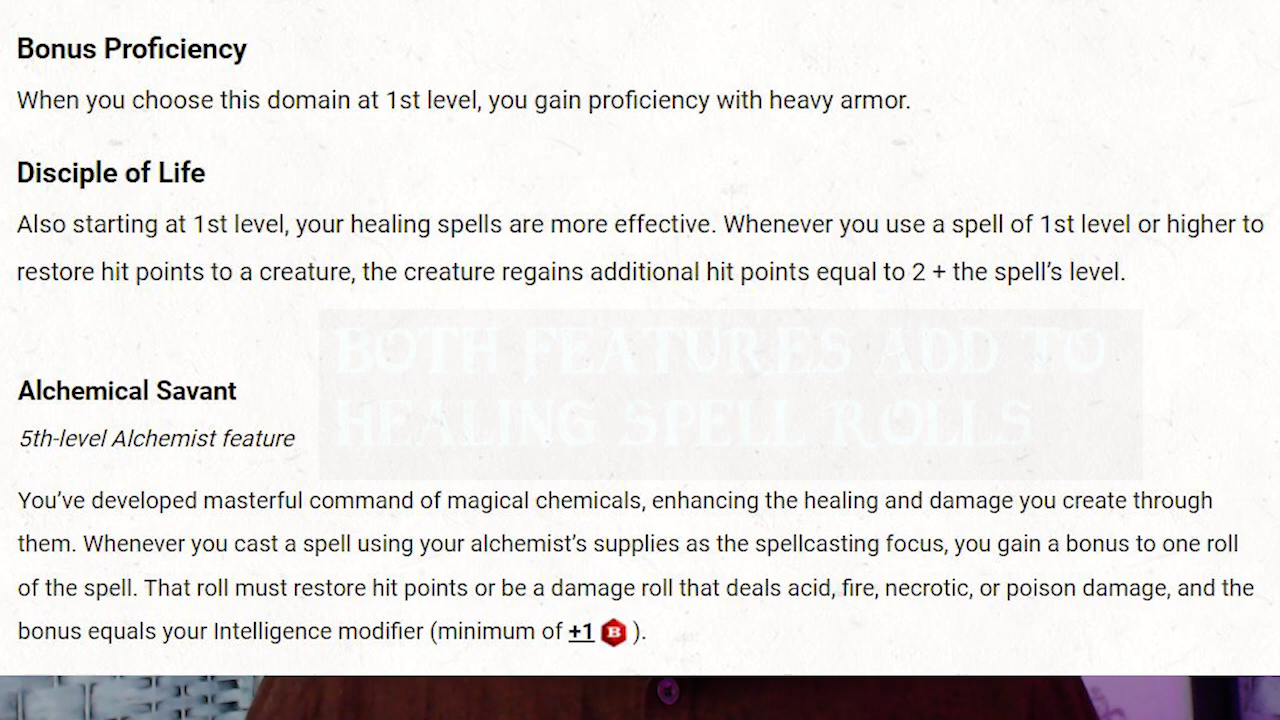 Bonus Proficiency
When you choose this domain at 1st level, you gain proficiency with heavy armor.
Disciple of Life
Also starting at 1st level, your healing spells are more effective. Whenever you use a spell of 1st level or higher to
restore hit points to a creature, the creature regains additional hit points equal to 2 + the spell’s level.
BOTH FEATURES ADD TO
HEALING SPELL ROLLS
Alchemical Savant
5th-level Alchemist feature
You’ve developed masterful command of magical chemicals, enhancing the healing and damage you create through
them. Whenever you cast a spell using your alchemist’s supplies as the spellcasting focus, you gain a bonus to one roll
of the spell. That roll must restore hit points or be a damage roll that deals acid, fire, necrotic, or poison damage, and the
bonus equals your Intelligence modifier (minimum of +1 B ).